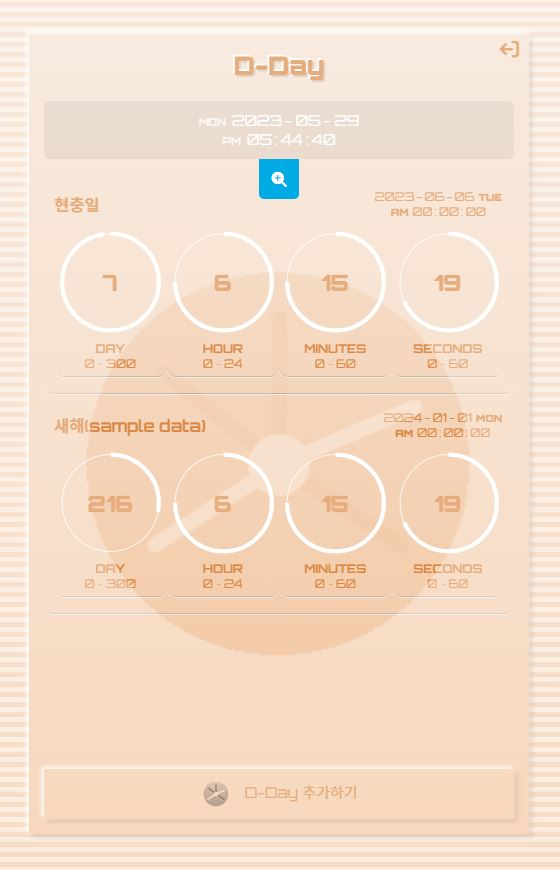 D-Day
MON 2023-05-29
PM 05:44:40
현충일
2023-06-06 TUE
AM 00:00:00
7 6 15 19
DAY HOUR MINUTES SECONDS
0 - 300 0 - 24 0 - 60 0 - 60
새해(sample data)
2024-01-01 MON
AM 00:00:00
216 6 15 19
DAY HOUR MINUTES SECONDS
0 - 300 0 - 24 0 - 60 0 - 60
D-Day 추가하기